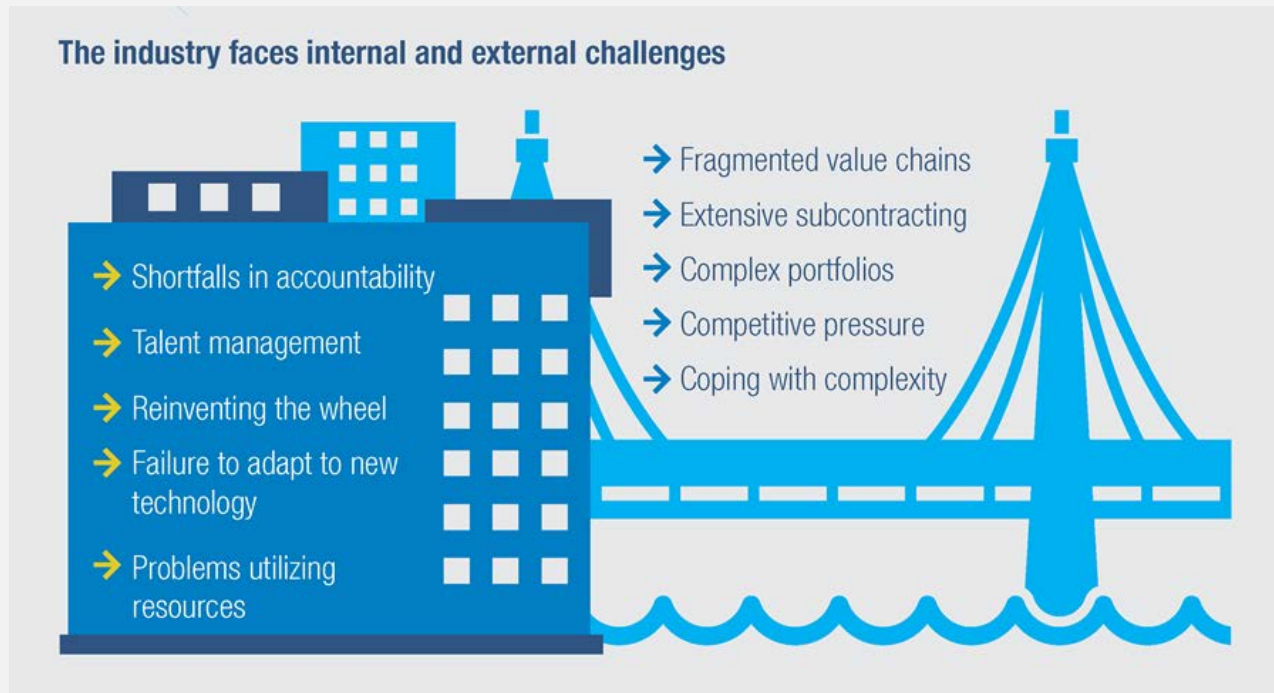 The industry faces internal and external challenges
Shortfalls in accountability
Talent management
Reinventing the wheel
Failure to adapt to new
technology
Problems utilizing
resources
Fragmented value chains
Extensive subcontracting
Complex portfolios
Competitive pressure
Coping with complexity